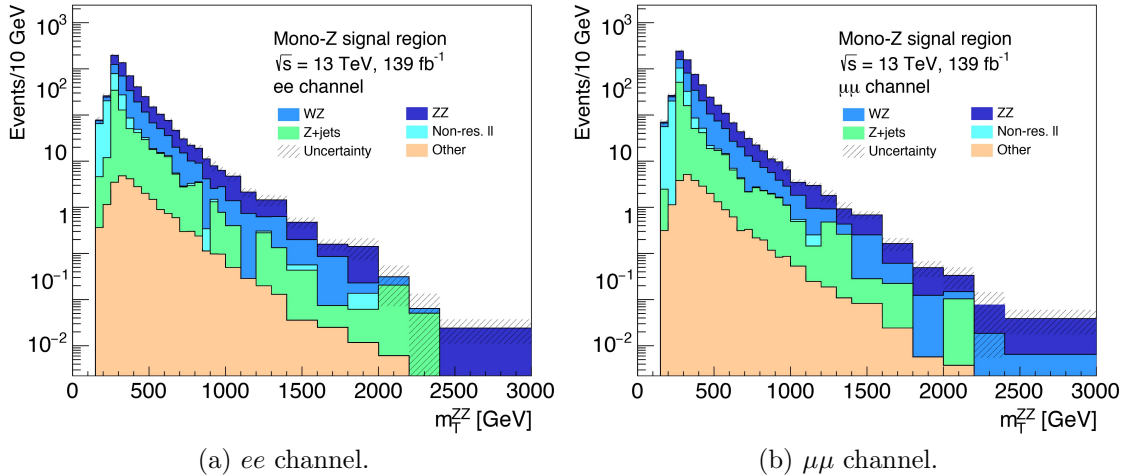 Events/10 GeV
10³
10²
10
1
10⁻¹
10⁻²
Mono-Z signal region
√s = 13 TeV, 139 fb⁻¹
ee channel
WZ
ZZ
Z+jets
Non-res. ll
Uncertainty
Other
0 500 1000 1500 2000 2500 3000
m_T^ZZ [GeV]
(a) ee channel.
Events/10 GeV
10³
10²
10
1
10⁻¹
10⁻²
Mono-Z signal region
√s = 13 TeV, 139 fb⁻¹
μμ channel
WZ
ZZ
Z+jets
Non-res. ll
Uncertainty
Other
0 500 1000 1500 2000 2500 3000
m_T^ZZ [GeV]
(b) μμ channel.